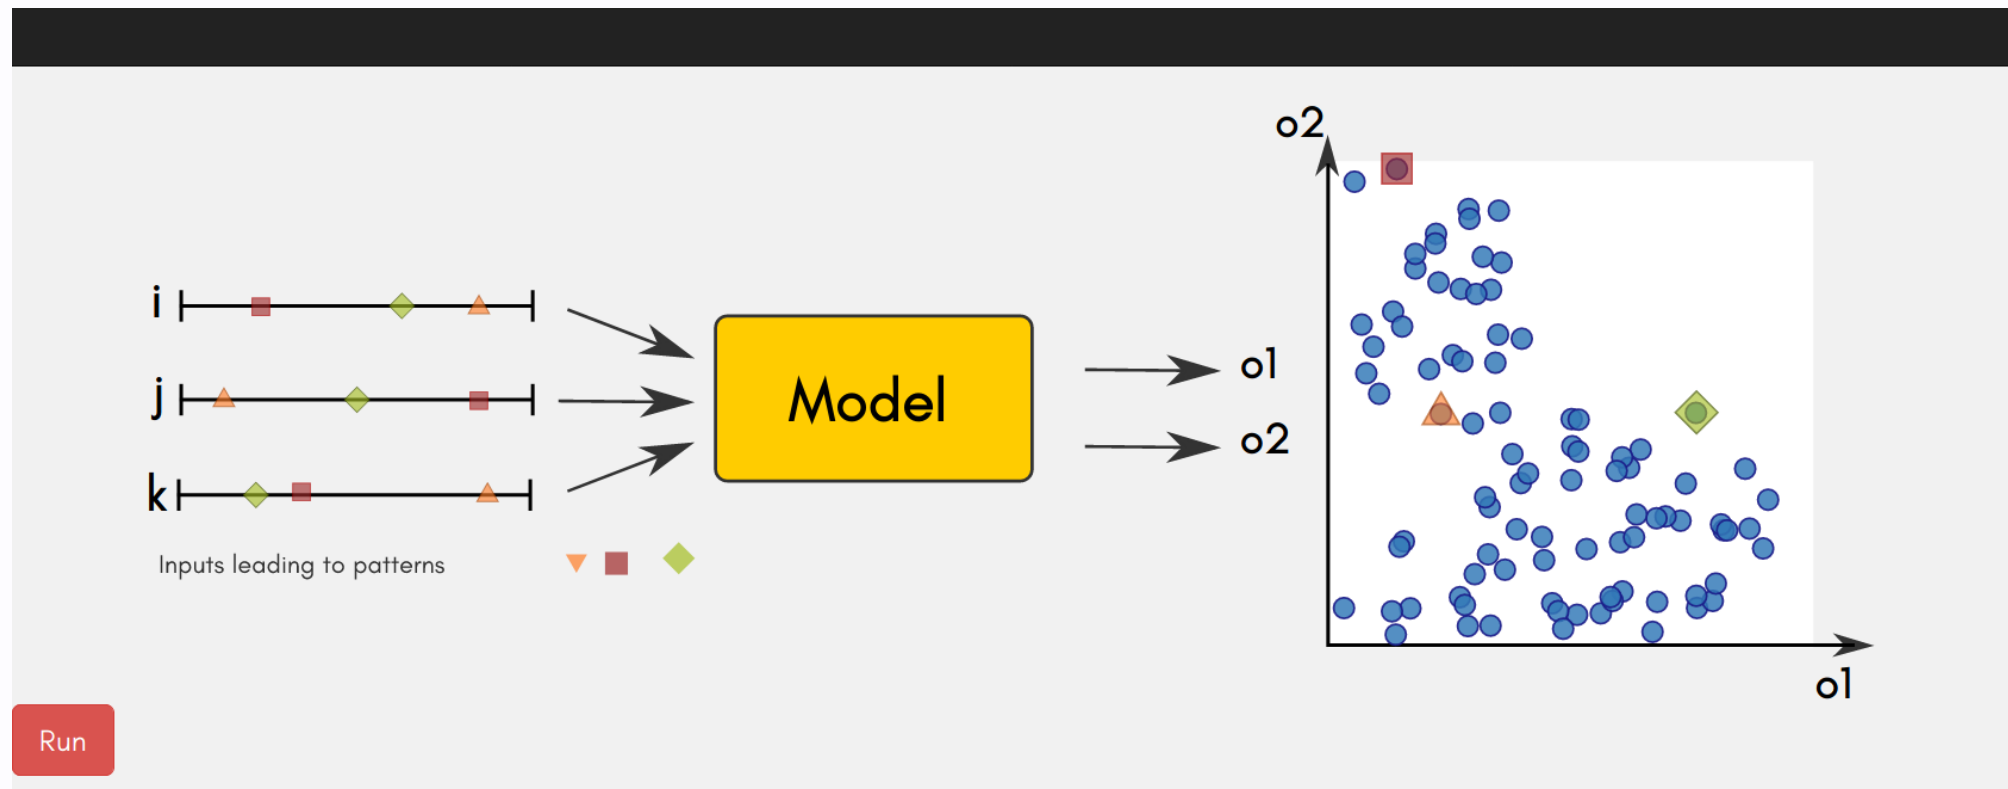 o2
i
j
k
Model
o1
o2
Inputs leading to patterns
o1
Run